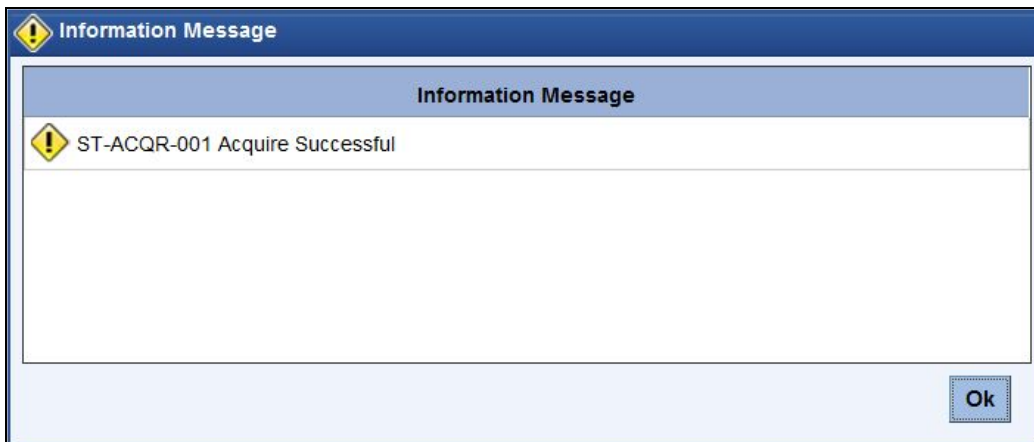 Information Message
Information Message
ST-ACQR-001 Acquire Successful
Ok